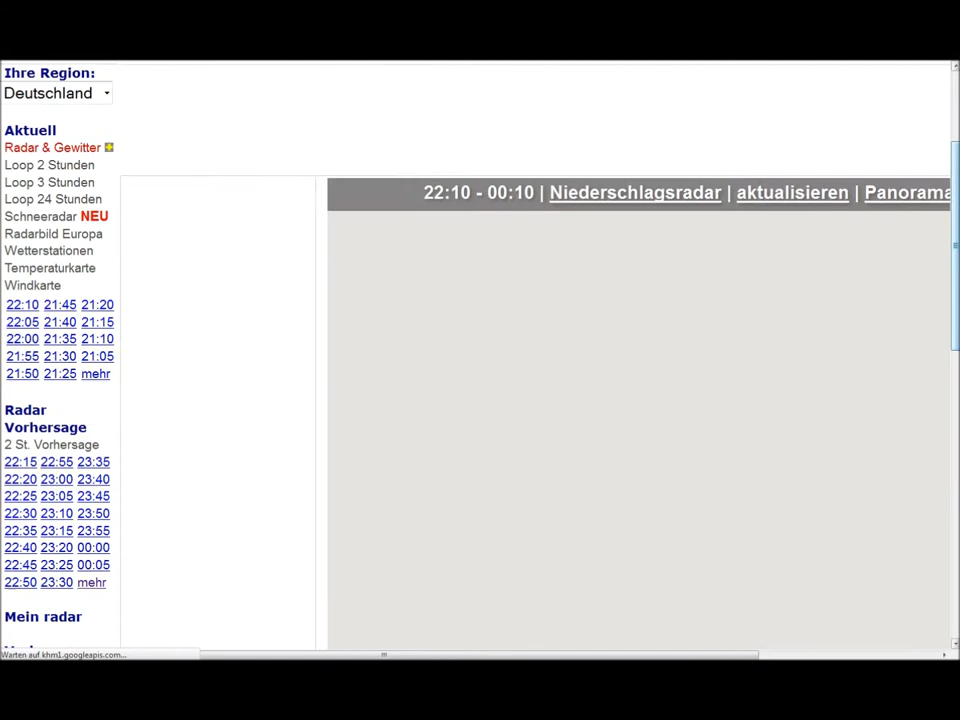 Ihre Region:
Deutschland
Aktuell
Radar & Gewitter
Loop 2 Stunden
Loop 3 Stunden
Loop 24 Stunden
Schneeradar NEU
Radarbild Europa
Wetterstationen
Temperaturkarte
Windkarte
22:10 21:45 21:20
22:05 21:40 21:15
22:00 21:35 21:10
21:55 21:30 21:05
21:50 21:25 mehr
Radar
Vorhersage
2 St. Vorhersage
22:15 22:55 23:35
22:20 23:00 23:40
22:25 23:05 23:45
22:30 23:10 23:50
22:35 23:15 23:55
22:40 23:20 00:00
22:45 23:25 00:05
22:50 23:30 mehr
Mein radar
22:10 - 00:10 | Niederschlagsradar | aktualisieren | Panorama
Warten auf khm1.googleapis.com...